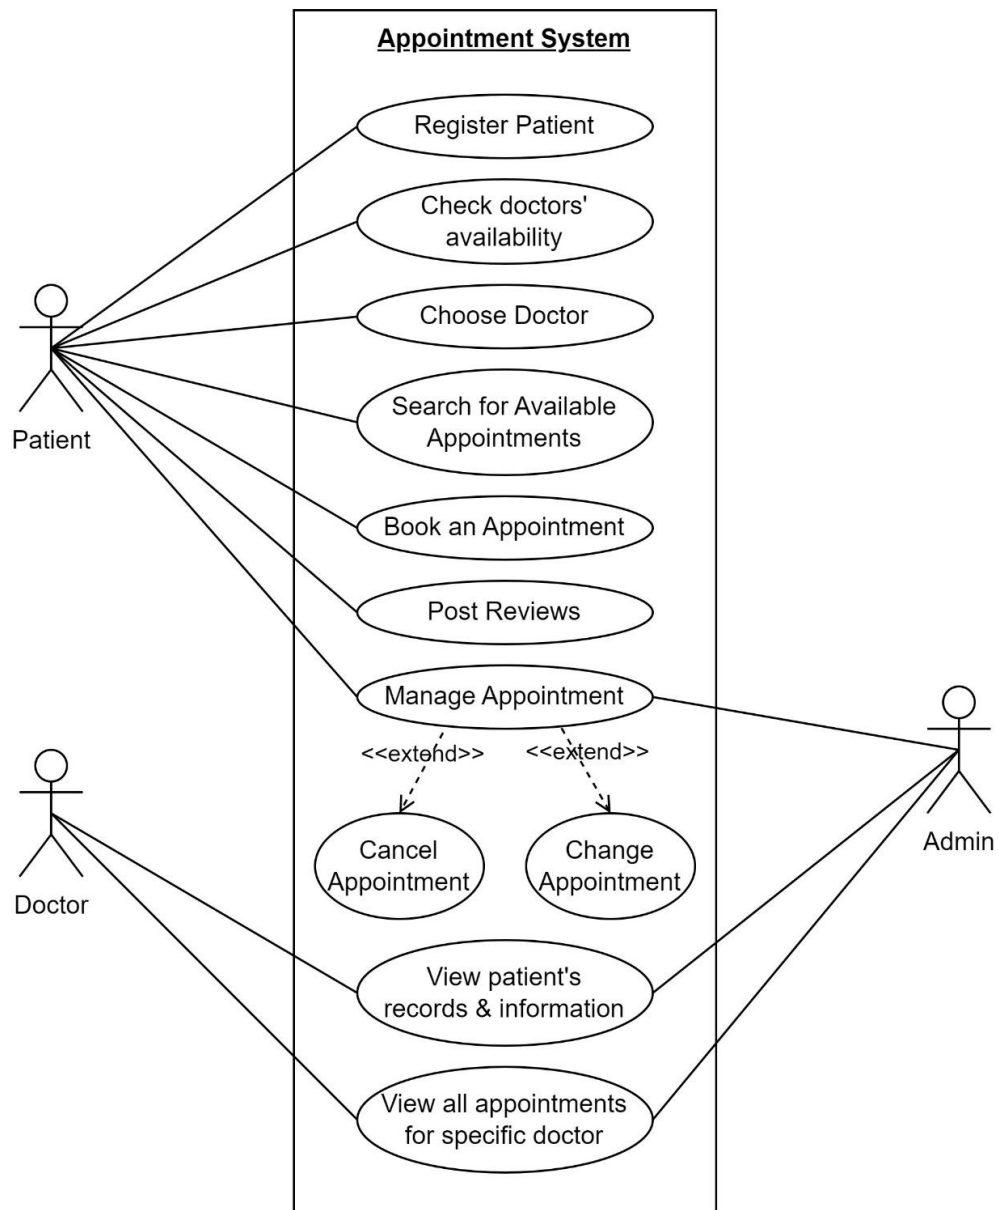 Appointment System
Register Patient
Check doctors'
availability
Choose Doctor
Search for Available
Appointments
Patient
Book an Appointment
Post Reviews
Manage Appointment
<<extend>>
<<extend>>
Admin
Cancel
Appointment
Change
Appointment
Doctor
View patient's
records & information
View all appointments
for specific doctor